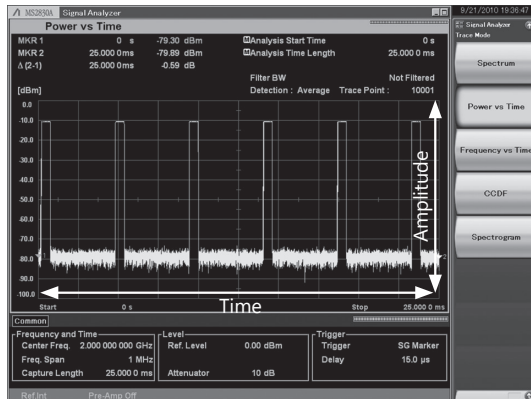 MS2830A Signal Analyzer
9/21/2010 19:36:47
Power vs Time
Signal Analyzer
Trace Mode
MKR 1 0 s -79.30 dBm Analysis Start Time 0 s
MKR 2 25.000 0ms -79.89 dBm Analysis Time Length 25.000 0 ms
Δ (2-1) 25.000 0ms -0.59 dB
Filter BW Not Filtered
[dBm] Detection : Average Trace Point : 10001
0.0
-10.0
-20.0
-30.0
-40.0
-50.0
-60.0
-70.0
-80.0
-90.0
-100.0
1
2
Amplitude
Time
Start 0 s Stop 25.000 0 ms
Spectrum
Power vs Time
Frequency vs Time
CCDF
Spectrogram
Common
Frequency and Time
Center Freq. 2.000 000 000 GHz
Freq. Span 1 MHz
Capture Length 25.000 0 ms
Level
Ref. Level 0.00 dBm
Attenuator 10 dB
Trigger
Trigger SG Marker
Delay 15.0 µs
Ref.Int Pre-Amp Off